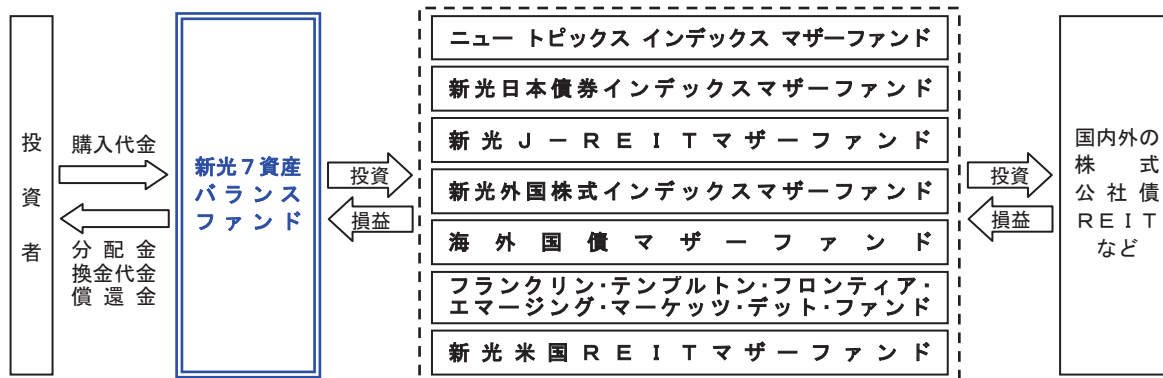 投資者
購入代金
分配金
換金代金
償還金
新光7資産
バランス
ファンド
投資
損益
ニュー トピックス インデックス マザーファンド
新光日本債券インデックスマザーファンド
新光J－REITマザーファンド
新光外国株式インデックスマザーファンド
海外国債マザーファンド
フランクリン・テンプルトン・フロンティア・
エマージング・マーケッツ・デット・ファンド
新光米国REITマザーファンド
投資
損益
国内外の
株式
公社債
REIT
など